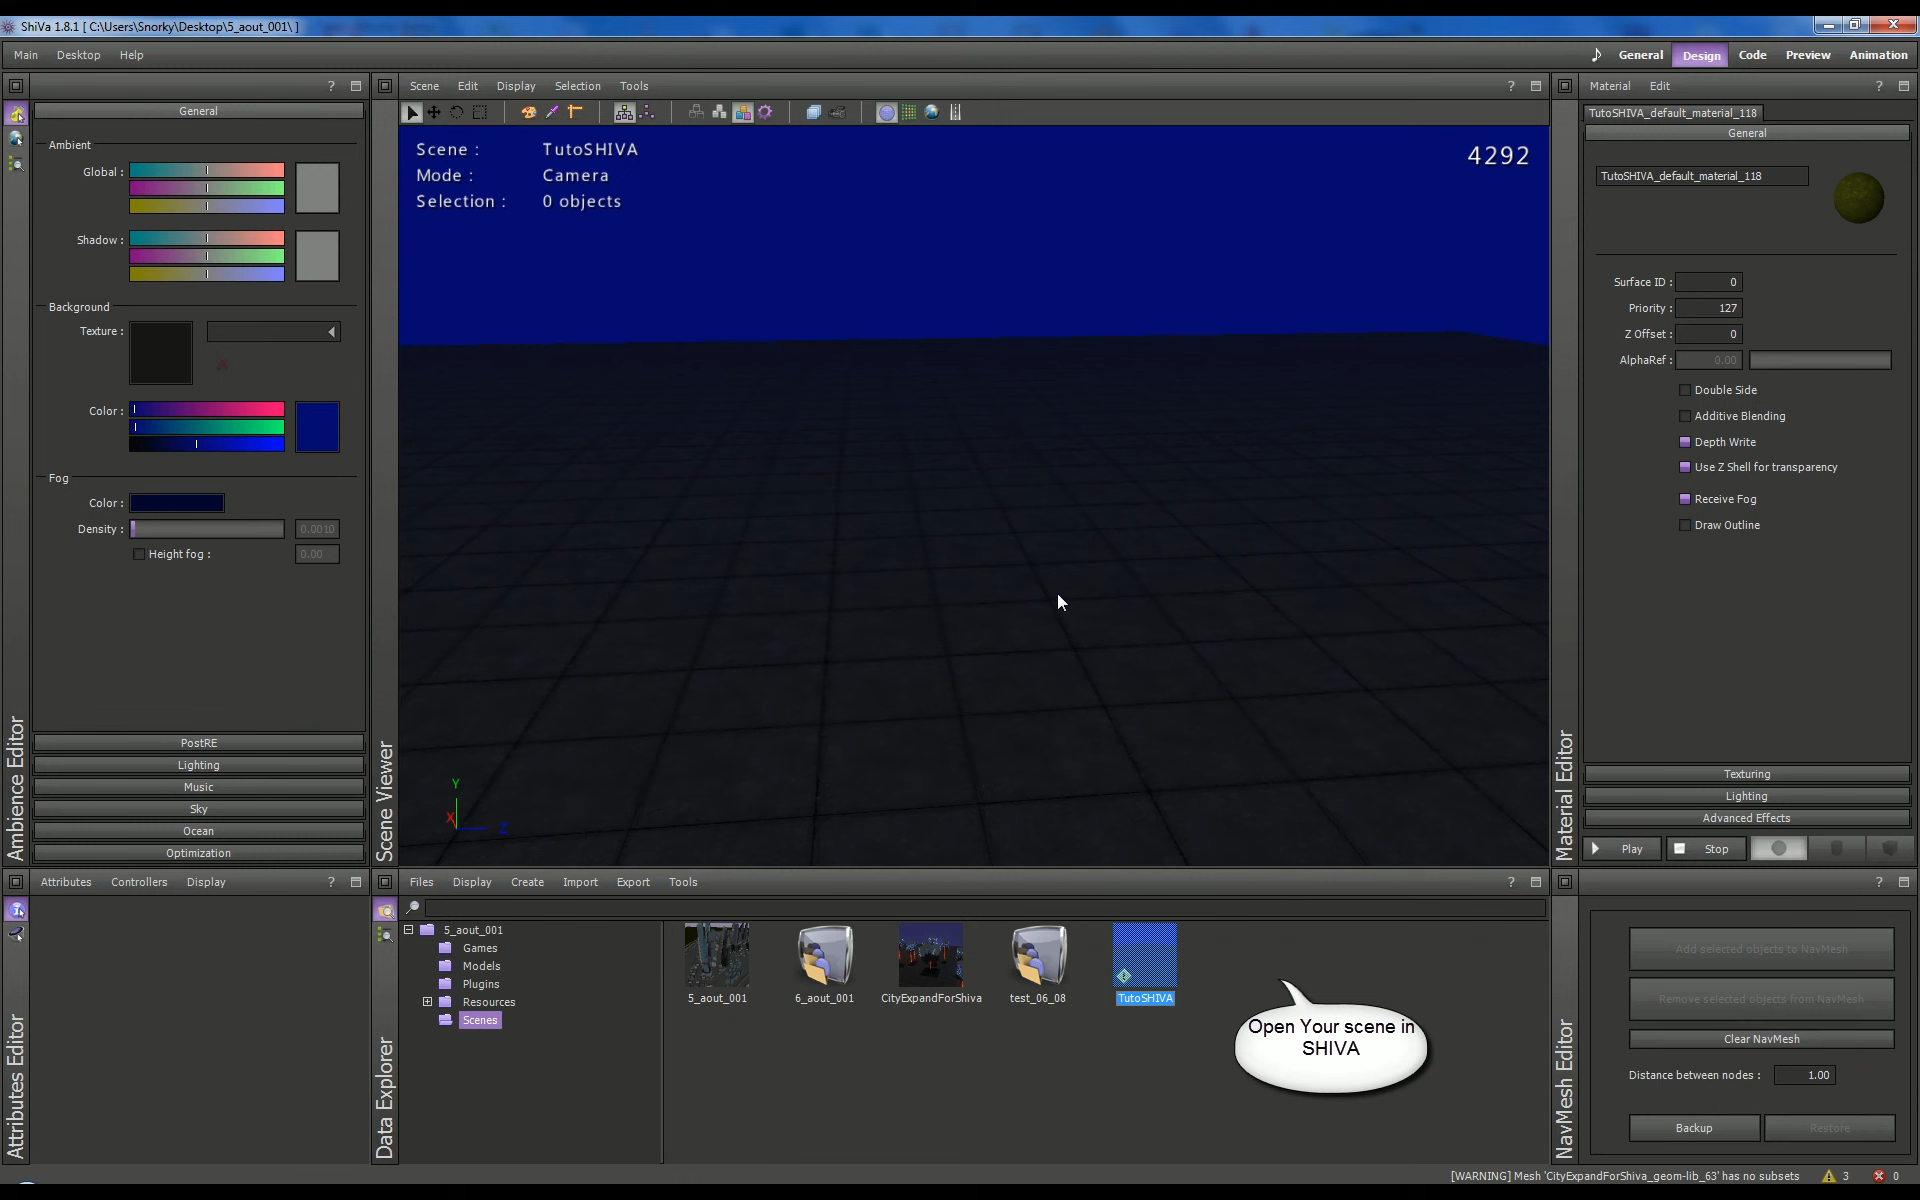 ShiVa 1.8.1 [ C:\Users\Snorky\Desktop\5_aout_001\ ]
Main Desktop Help
General Design Code Preview Animation
?
General
Ambient
Global :
Shadow :
Background
Texture :
Color :
Fog
Color :
Density : 0.0010
Height fog : 0.00
PostRE
Lighting
Music
Sky
Ocean
Optimization
Ambience Editor
Scene Edit Display Selection Tools ?
Scene : TutoSHIVA
Mode : Camera
Selection : 0 objects
4292
Y
X
Z
Scene Viewer
Material Edit ?
TutoSHIVA_default_material_118
General
TutoSHIVA_default_material_118
Surface ID : 0
Priority : 127
Z Offset : 0
AlphaRef : 0.00
Double Side
Additive Blending
Depth Write
Use Z Shell for transparency
Receive Fog
Draw Outline
Texturing
Lighting
Advanced Effects
Play Stop
Material Editor
Attributes Controllers Display ?
Attributes Editor
Files Display Create Import Export Tools ?
5_aout_001
Games
Models
Plugins
Resources
Scenes
5_aout_001
6_aout_001
CityExpandForShiva
test_06_08
TutoSHIVA
Open Your scene in
SHIVA
Data Explorer
?
Add selected objects to NavMesh
Remove selected objects from NavMesh
Clear NavMesh
Distance between nodes : 1.00
Backup Restore
NavMesh Editor
[WARNING] Mesh 'CityExpandForShiva_geom-lib_63' has no subsets 3 0